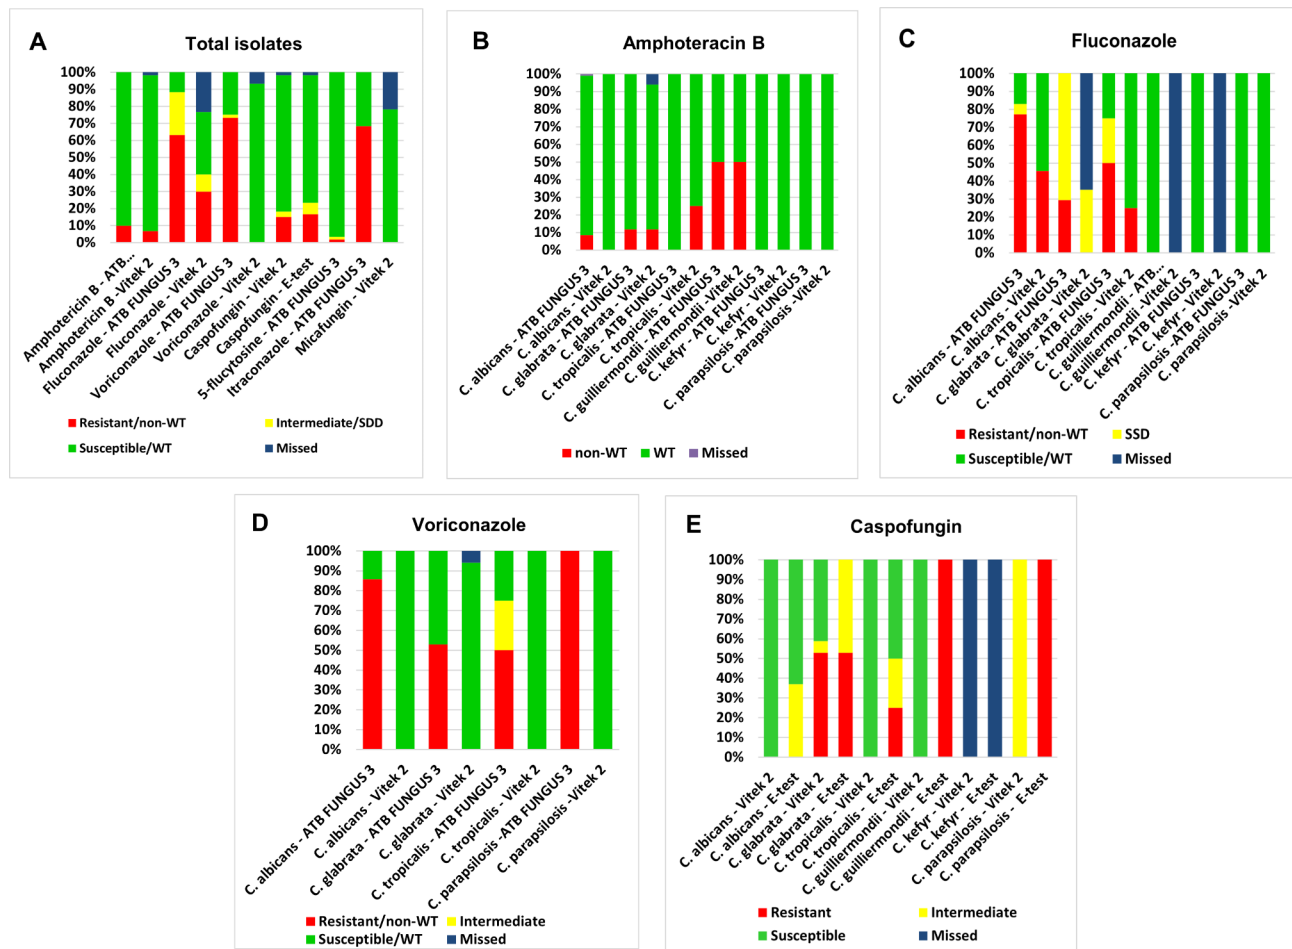 A
Total isolates
100%
90%
80%
70%
60%
50%
40%
30%
20%
10%
0%
Amphotericin B - ATB...
Amphotericin B -Vitek 2
Fluconazole - ATB FUNGUS 3
Fluconazole - Vitek 2
Voriconazole - ATB FUNGUS 3
Voriconazole - Vitek 2
Caspofungin - Vitek 2
Caspofungin - E-test
5-flucytosine - ATB FUNGUS 3
Itraconazole - ATB FUNGUS 3
Micafungin - Vitek 2
Resistant/non-WT
Intermediate/SDD
Susceptible/WT
Missed
B
Amphoteracin B
100%
90%
80%
70%
60%
50%
40%
30%
20%
10%
0%
C. albicans - ATB FUNGUS 3
C. albicans - Vitek 2
C. glabrata - ATB FUNGUS 3
C. glabrata - Vitek 2
C. tropicalis - ATB FUNGUS 3
C. tropicalis - Vitek 2
C. guilliermondii - ATB FUNGUS 3
C. guilliermondii - Vitek 2
C. kefyr - ATB FUNGUS 3
C. kefyr - Vitek 2
C. parapsilosis - ATB FUNGUS 3
C. parapsilosis - Vitek 2
non-WT
WT
Missed
C
Fluconazole
100%
90%
80%
70%
60%
50%
40%
30%
20%
10%
0%
C. albicans - ATB FUNGUS 3
C. albicans - Vitek 2
C. glabrata - ATB FUNGUS 3
C. glabrata - Vitek 2
C. tropicalis - ATB FUNGUS 3
C. tropicalis - Vitek 2
C. guilliermondii - ATB...
C. guilliermondii - Vitek 2
C. kefyr - ATB FUNGUS 3
C. kefyr - Vitek 2
C. parapsilosis -ATB FUNGUS 3
C. parapsilosis - Vitek 2
Resistant/non-WT
SSD
Susceptible/WT
Missed
D
Voriconazole
100%
90%
80%
70%
60%
50%
40%
30%
20%
10%
0%
C. albicans - ATB FUNGUS 3
C. albicans - Vitek 2
C. glabrata - ATB FUNGUS 3
C. glabrata - Vitek 2
C. tropicalis - ATB FUNGUS 3
C. tropicalis - Vitek 2
C. parapsilosis -ATB FUNGUS 3
C. parapsilosis -Vitek 2
Resistant/non-WT
Intermediate
Susceptible/WT
Missed
E
Caspofungin
100%
90%
80%
70%
60%
50%
40%
30%
20%
10%
0%
C. albicans - Vitek 2
C. albicans - E-test
C. glabrata - Vitek 2
C. glabrata - E-test
C. tropicalis - Vitek 2
C. tropicalis - E-test
C. guilliermondii - Vitek 2
C. guilliermondii - E-test
C. kefyr - Vitek 2
C. kefyr - E-test
C. parapsilosis - Vitek 2
C. parapsilosis - E-test
Resistant
Intermediate
Susceptible
Missed